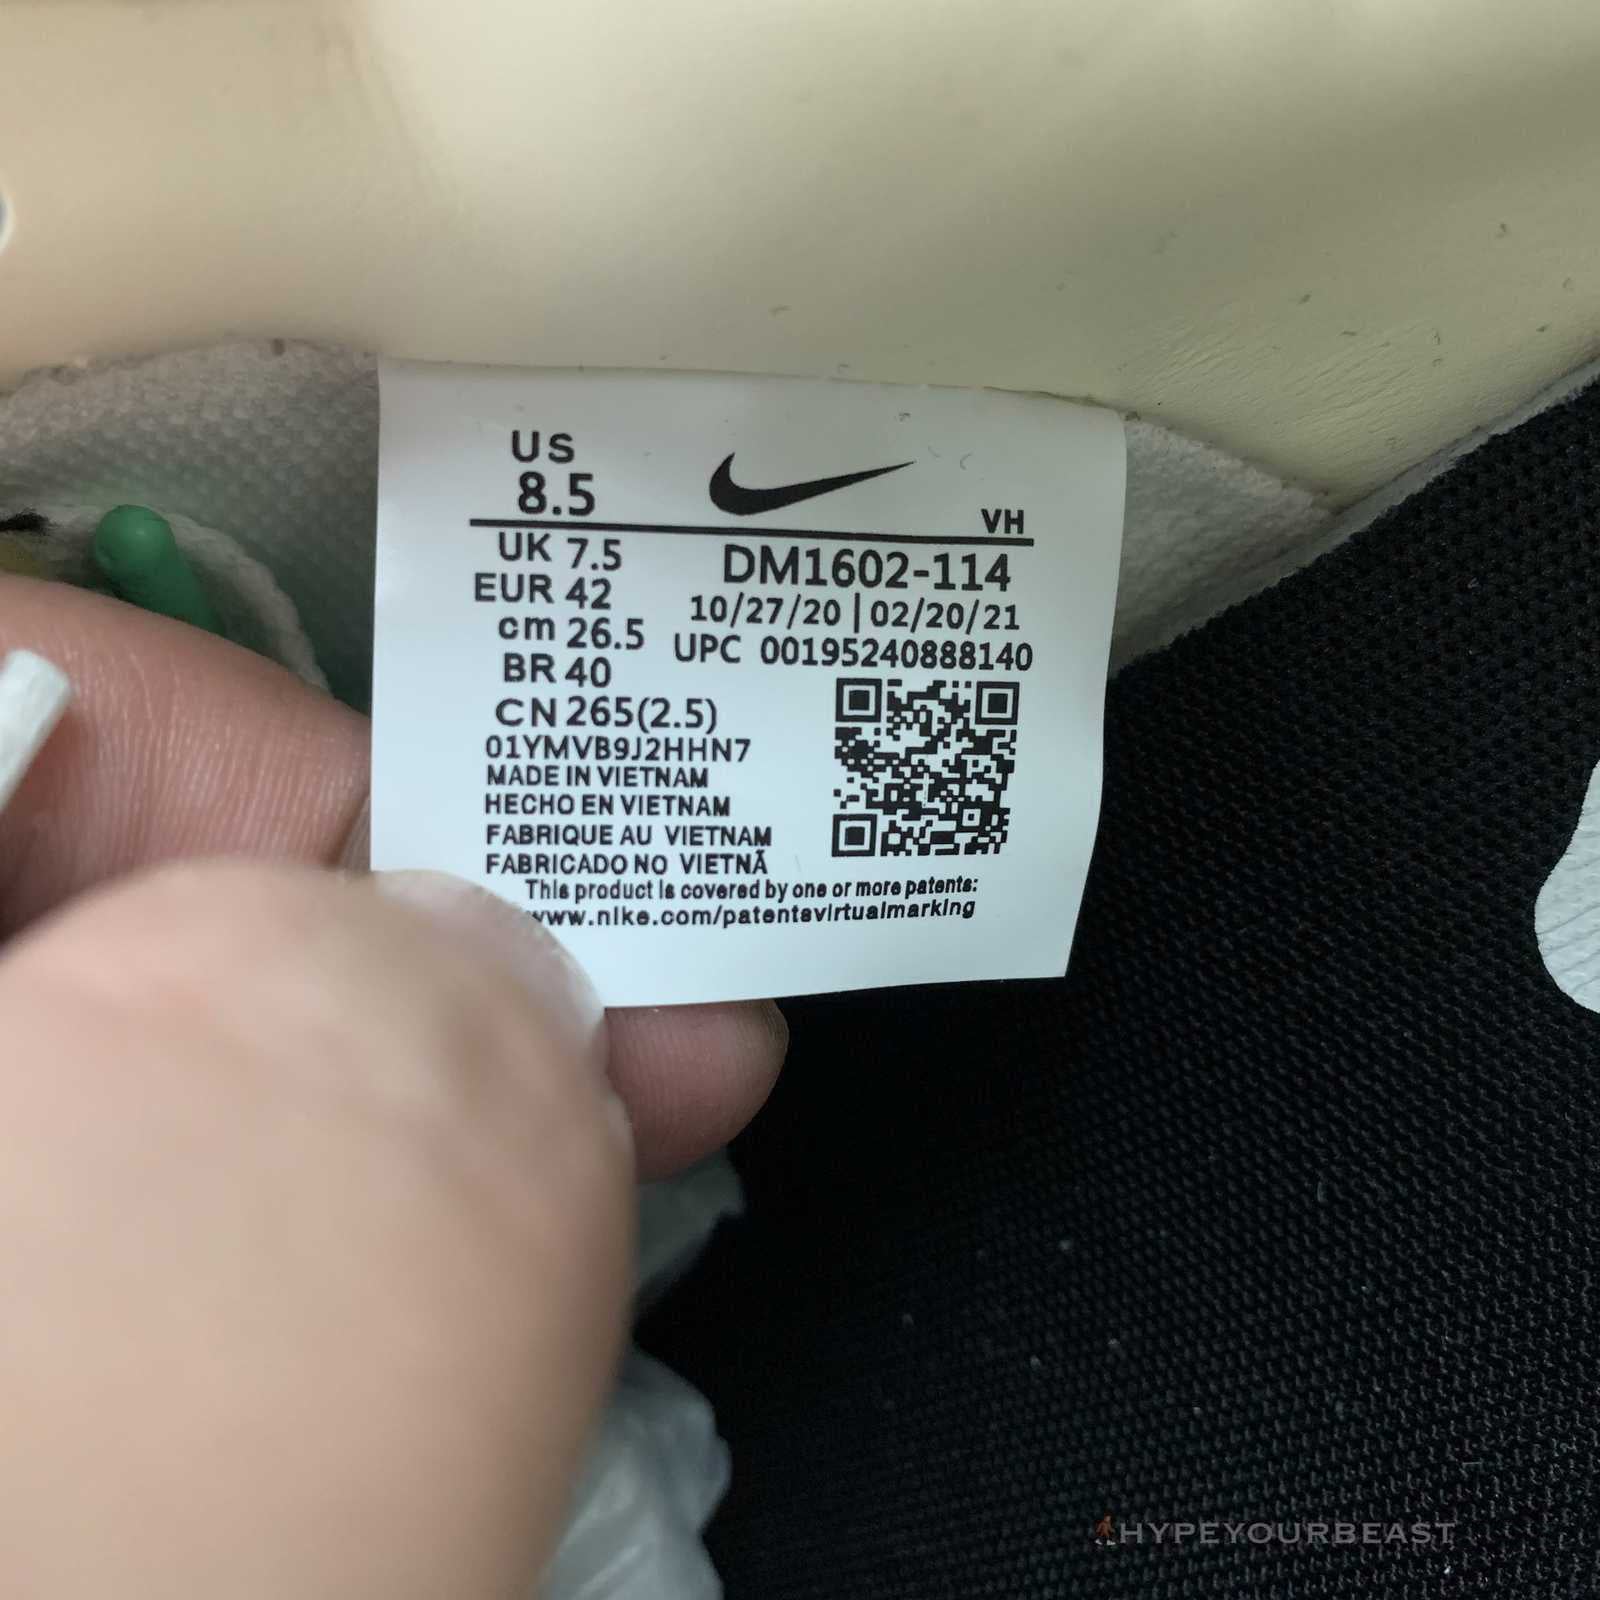 US
8.5
VH
UK 7.5
DM1602-114
EUR 42
10/27/20 | 02/20/21
cm 26.5
UPC 00195240888140
BR 40
CN 265(2.5)
01YMVB9J2HHN7
MADE IN VIETNAM
HECHO EN VIETNAM
FABRIQUE AU VIETNAM
FABRICADO NO VIETNÃ
This product is covered by one or more patents:
www.nike.com/patentsvirtualmarking
HYPEYOURBEAST